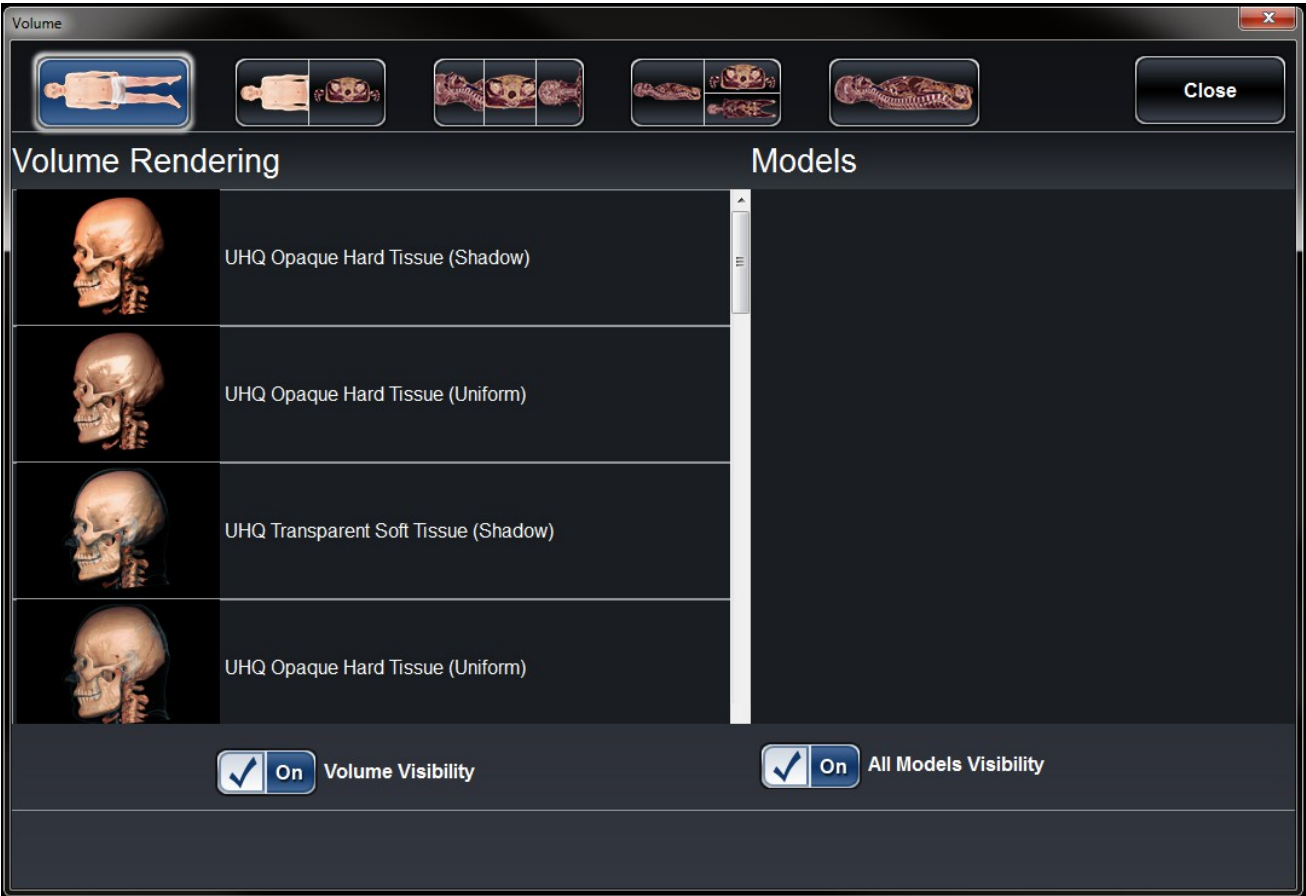 Volume
Close
Volume Rendering
Models
UHQ Opaque Hard Tissue (Shadow)
UHQ Opaque Hard Tissue (Uniform)
UHQ Transparent Soft Tissue (Shadow)
UHQ Opaque Hard Tissue (Uniform)
On
Volume Visibility
On
All Models Visibility